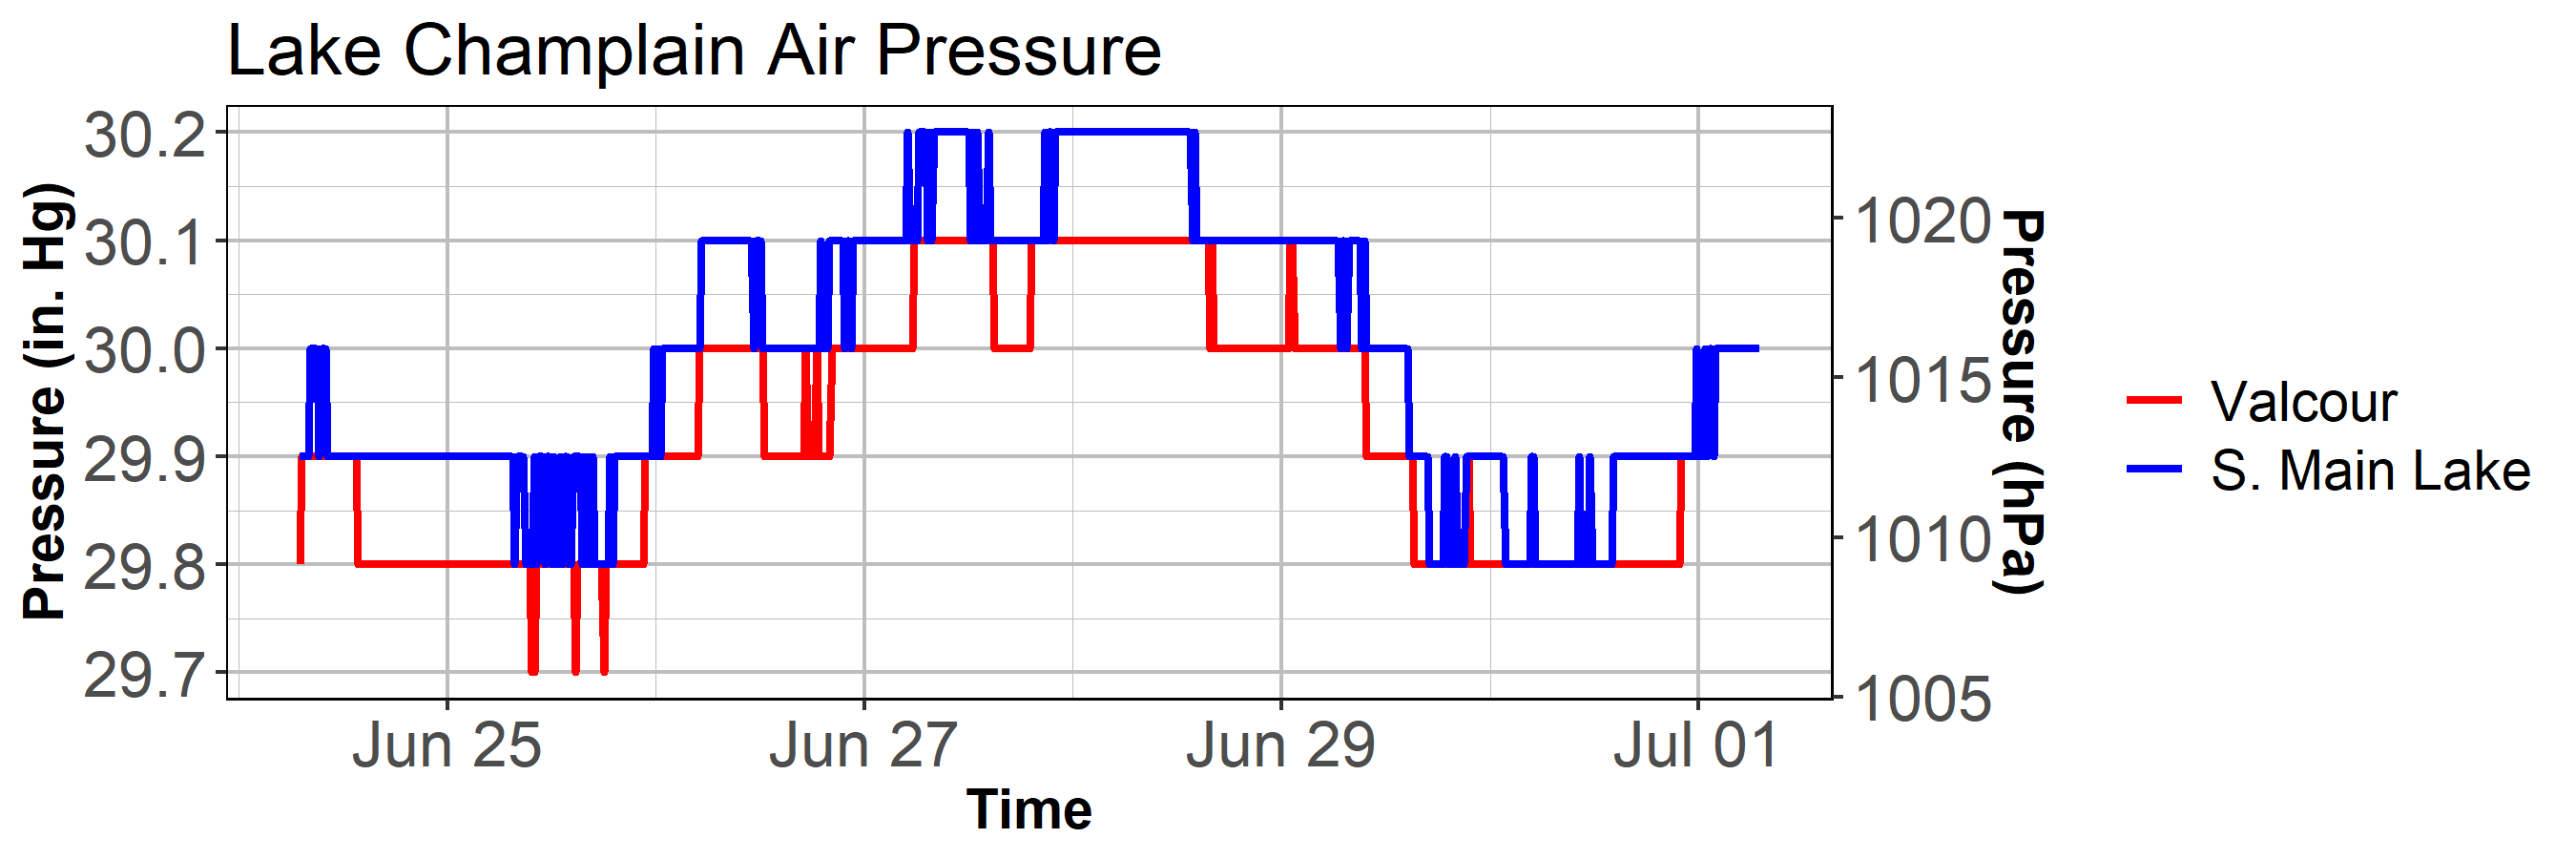 Lake Champlain Air Pressure
30.2
30.1
30.0
29.9
29.8
29.7
Pressure (in. Hg)
1020
1015
1010
1005
Pressure (hPa)
Jun 25
Jun 27
Jun 29
Jul 01
Time
Valcour
S. Main Lake